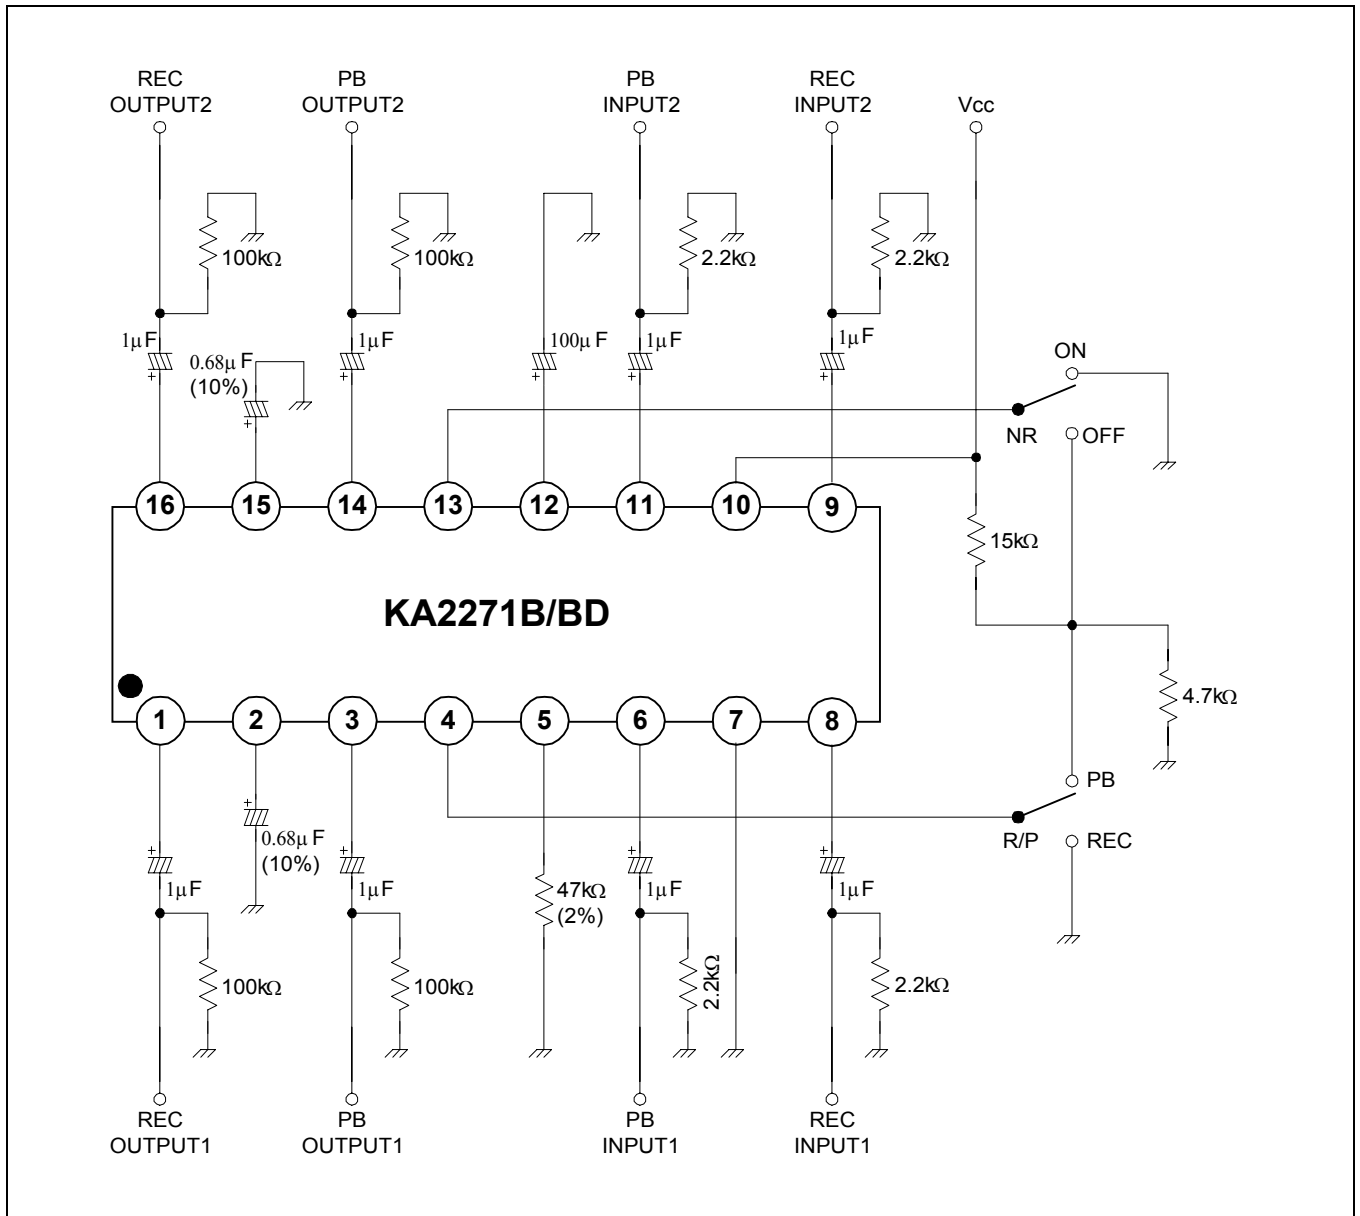 REC
OUTPUT2
PB
OUTPUT2
PB
INPUT2
REC
INPUT2
Vcc
100kΩ
100kΩ
2.2kΩ
2.2kΩ
1µF
+
0.68µF
(10%)
+
1µF
+
100µF
+
1µF
+
1µF
+
ON
NR
OFF
16
15
14
13
12
11
10
9
15kΩ
KA2271B/BD
4.7kΩ
1
2
3
4
5
6
7
8
PB
R/P
REC
+
1µF
+
0.68µF
(10%)
+
1µF
47kΩ
(2%)
+
1µF
+
1µF
100kΩ
100kΩ
2.2kΩ
2.2kΩ
REC
OUTPUT1
PB
OUTPUT1
PB
INPUT1
REC
INPUT1